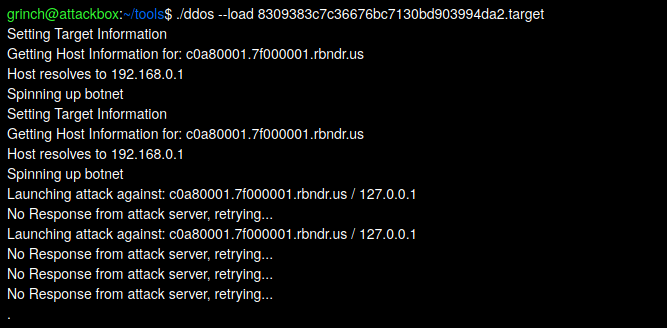 grinch@attackbox:~/tools$ ./ddos --load 8309383c7c36676bc7130bd903994da2.target
Setting Target Information
Getting Host Information for: c0a80001.7f000001.rbndr.us
Host resolves to 192.168.0.1
Spinning up botnet
Setting Target Information
Getting Host Information for: c0a80001.7f000001.rbndr.us
Host resolves to 192.168.0.1
Spinning up botnet
Launching attack against: c0a80001.7f000001.rbndr.us / 127.0.0.1
No Response from attack server, retrying...
Launching attack against: c0a80001.7f000001.rbndr.us / 127.0.0.1
No Response from attack server, retrying...
No Response from attack server, retrying...
No Response from attack server, retrying...
.